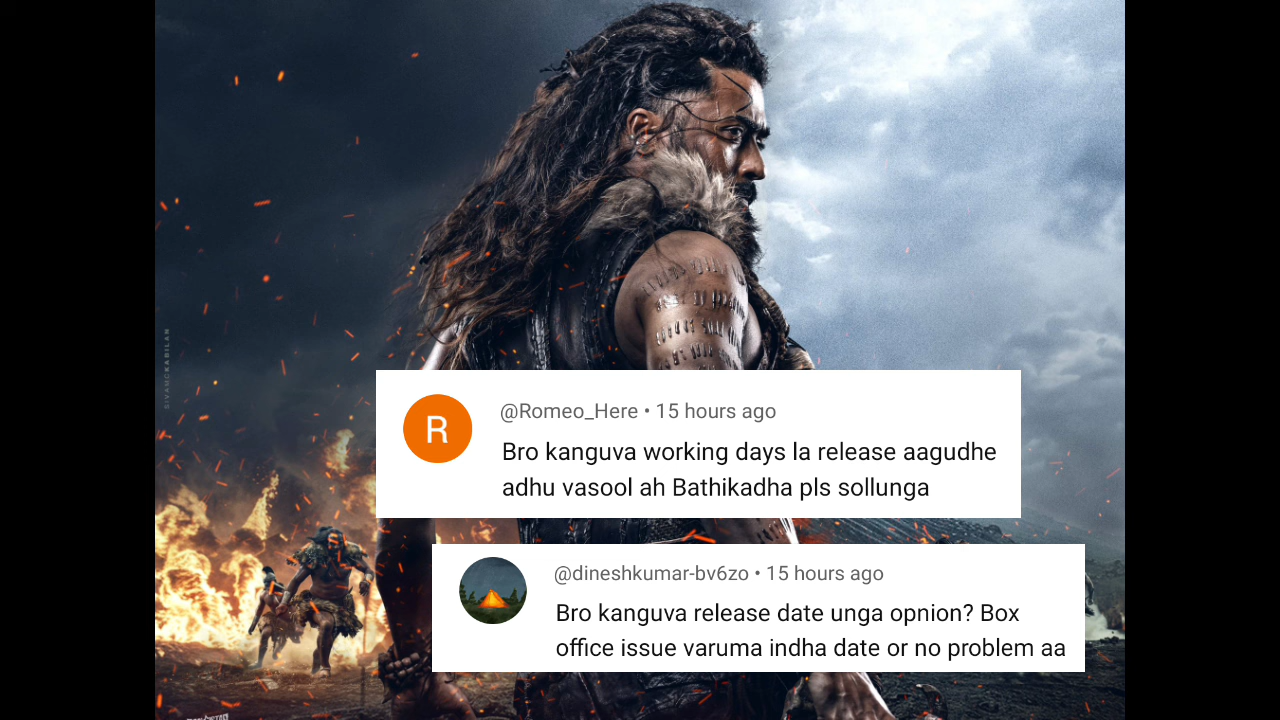 SIVAMCKABILAN
R
@Romeo_Here • 15 hours ago
Bro kanguva working days la release aagudhe
adhu vasool ah Bathikadha pls sollunga
@dineshkumar-bv6zo • 15 hours ago
Bro kanguva release date unga opnion? Box
office issue varuma indha date or no problem aa